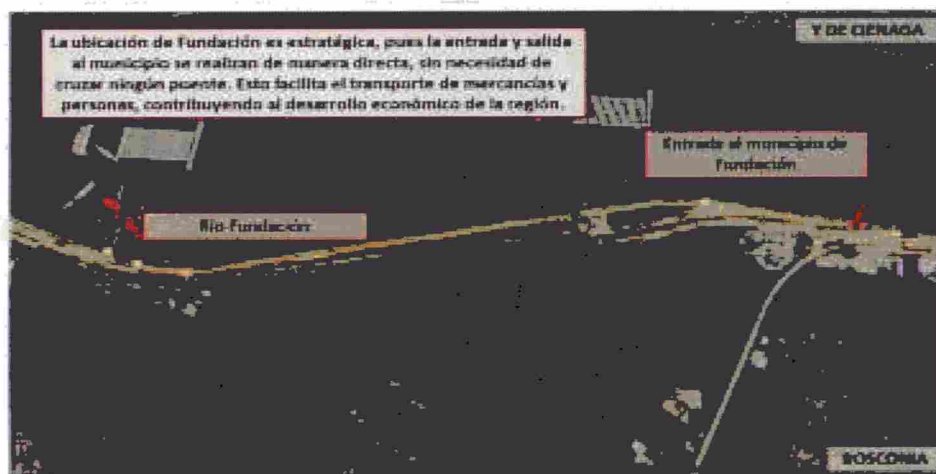 La ubicación de Fundación es estratégica, pues la entrada y salida
al municipio se realizan de manera directa, sin necesidad de
cruzar ningún puente. Esto facilita el transporte de mercancías y
personas, contribuyendo al desarrollo económico de la región.
Y DE CIENAGA
Entrada al municipio de
Fundación
Río Fundación
BOSCONIA